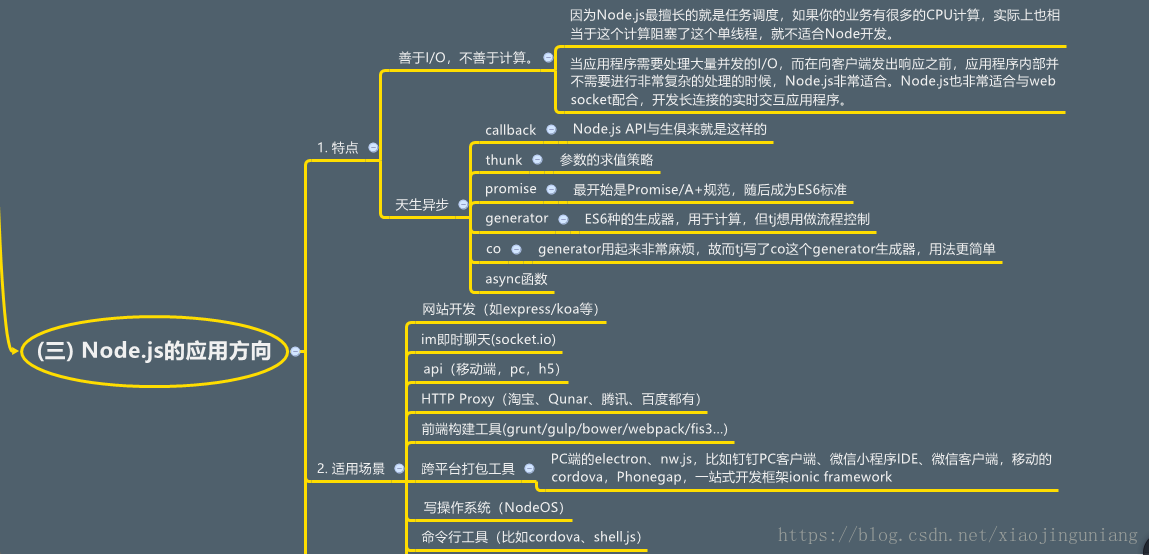 因为Node.js最擅长的就是任务调度，如果你的业务有很多的CPU计算，实际上也相
当于这个计算阻塞了这个单线程，就不适合Node开发。
善于I/O，不善于计算。
当应用程序需要处理大量并发的I/O，而在向客户端发出响应之前，应用程序内部并
不需要进行非常复杂的处理的时候，Node.js非常适合。Node.js也非常适合与web
socket配合，开发长连接的实时交互应用程序。
1. 特点
callback
Node.js API与生俱来就是这样的
thunk
参数的求值策略
promise
最开始是Promise/A+规范，随后成为ES6标准
天生异步
generator
ES6种的生成器，用于计算，但tj想用做流程控制
co
generator用起来非常麻烦，故而tj写了co这个generator生成器，用法更简单
async函数
(三) Node.js的应用方向
网站开发（如express/koa等）
im即时聊天(socket.io)
api（移动端，pc，h5）
HTTP Proxy（淘宝、Qunar、腾讯、百度都有）
前端构建工具(grunt/gulp/bower/webpack/fis3...)
2. 适用场景
跨平台打包工具
PC端的electron、nw.js，比如钉钉PC客户端、微信小程序IDE、微信客户端，移动的
cordova，Phonegap，一站式开发框架ionic framework
写操作系统（NodeOS）
命令行工具（比如cordova、shell.js）
https://blog.csdn.net/xiaojinguniang